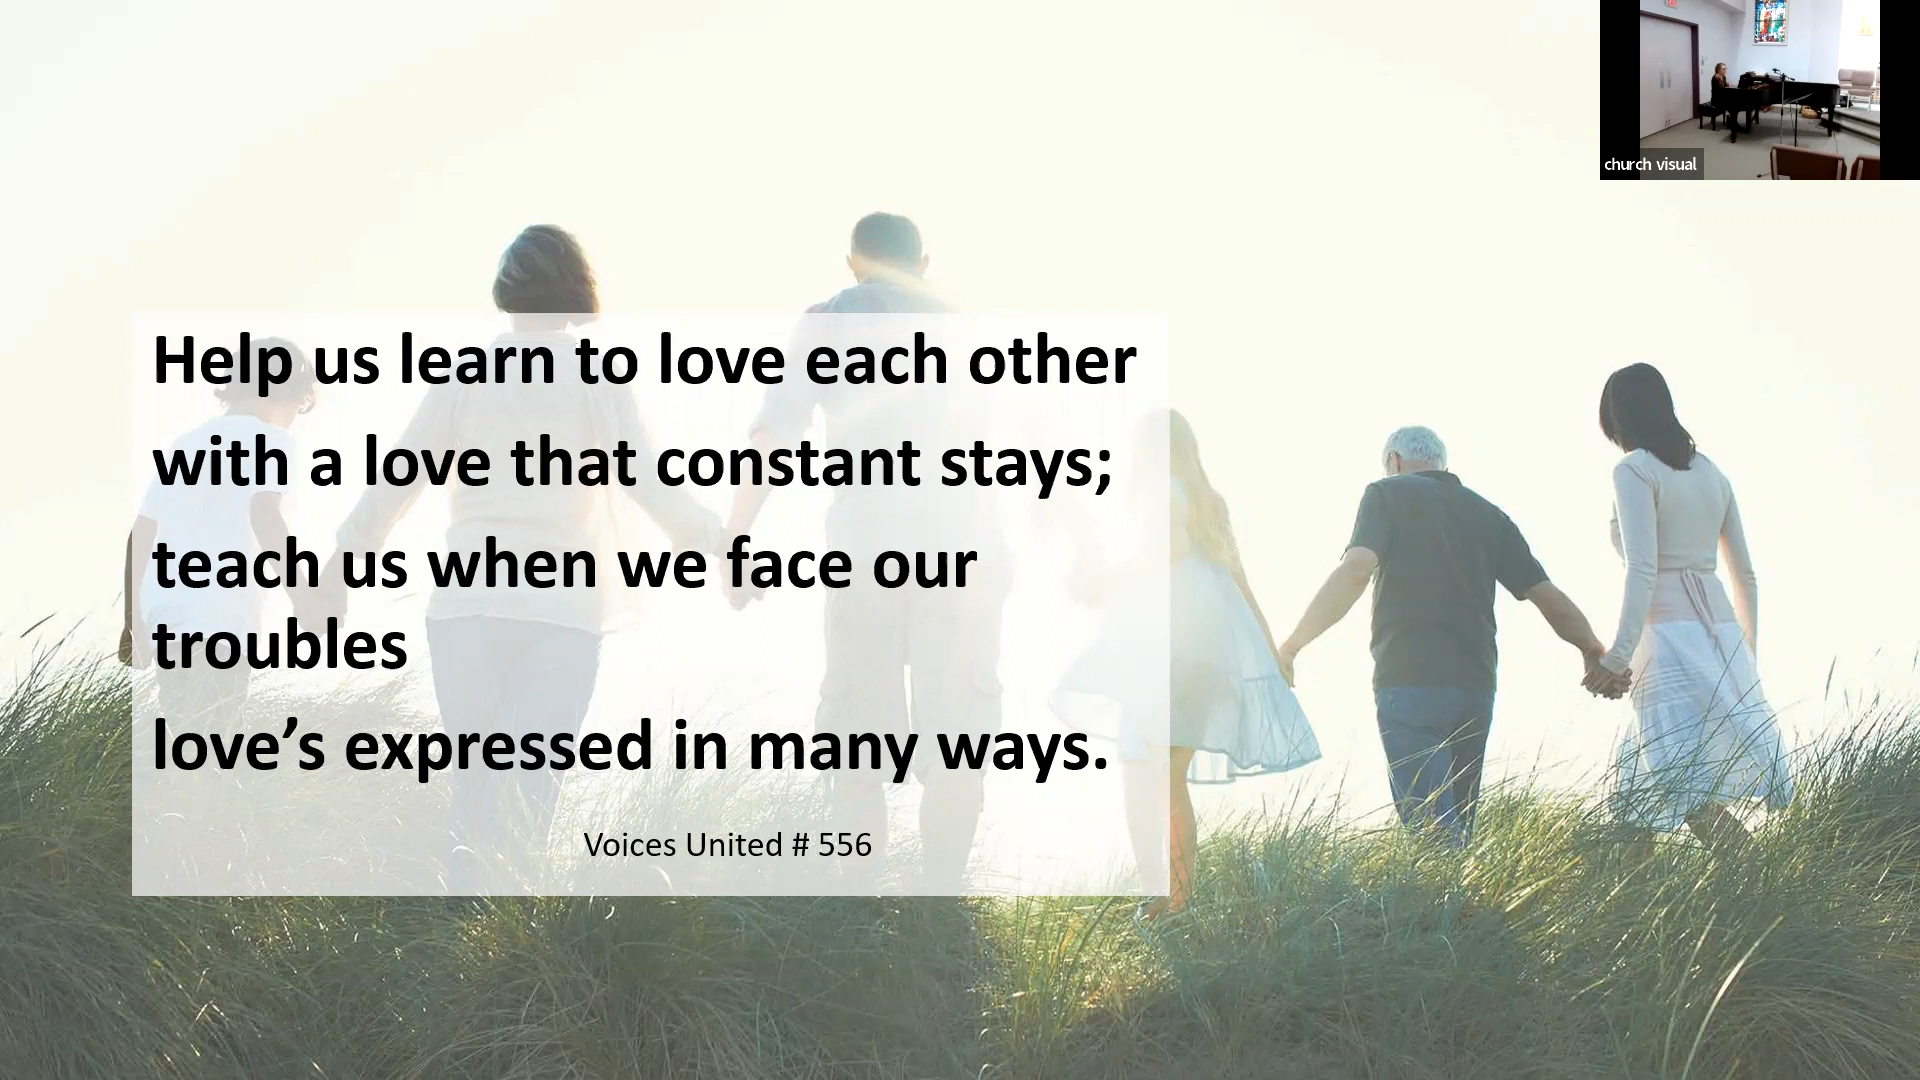 church visual
Help us learn to love each other
with a love that constant stays;
teach us when we face our
troubles
love’s expressed in many ways.
Voices United # 556